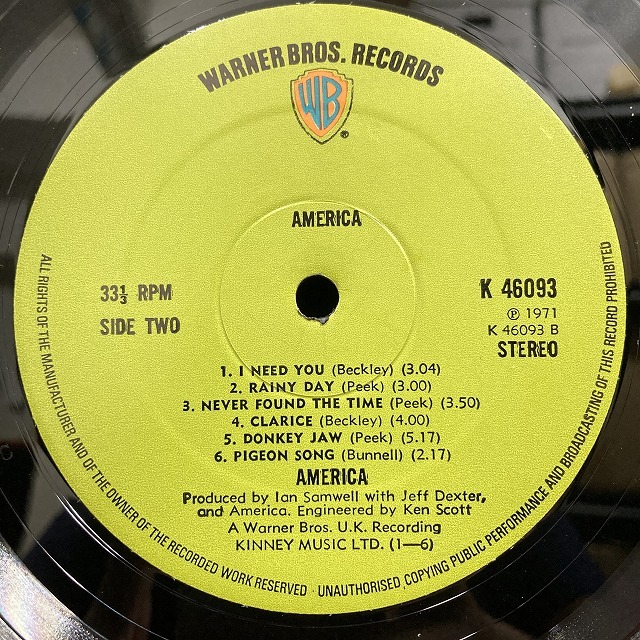 WARNER BROS. RECORDS
WB
®
AMERICA
33⅓ RPM
SIDE TWO
K 46093
℗ 1971
K 46093 B
STEREO
1. I NEED YOU (Beckley) (3.04)
2. RAINY DAY (Peek) (3.00)
3. NEVER FOUND THE TIME (Peek) (3.50)
4. CLARICE (Beckley) (4.00)
5. DONKEY JAW (Peek) (5.17)
6. PIGEON SONG (Bunnell) (2.17)
AMERICA
Produced by Ian Samwell with Jeff Dexter,
and America. Engineered by Ken Scott
A Warner Bros. U.K. Recording
KINNEY MUSIC LTD. (1—6)
ALL RIGHTS OF THE MANUFACTURER AND OF THE OWNER OF THE RECORDED WORK RESERVED · UNAUTHORISED, COPYING PUBLIC PERFORMANCE AND BROADCASTING OF THIS RECORD PROHIBITED